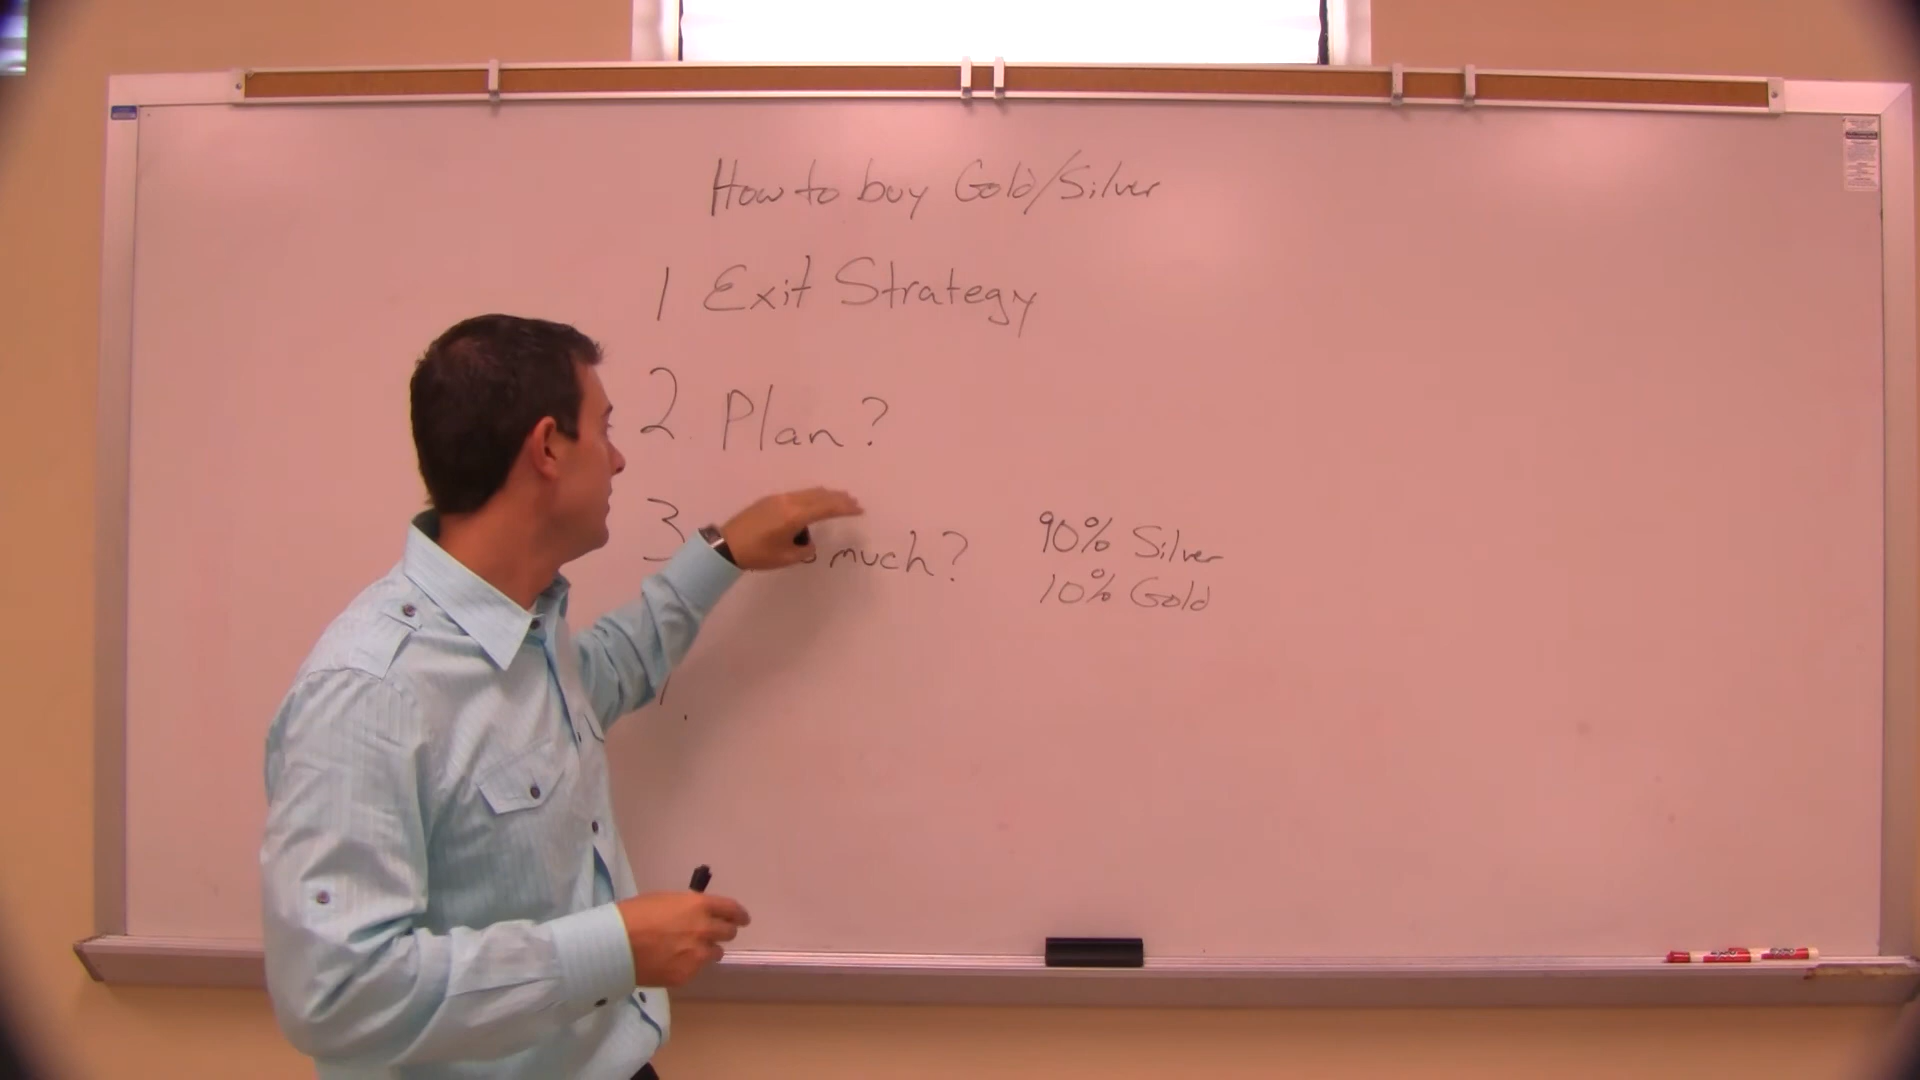 How to buy Gold/Silver
1 Exit Strategy
2. Plan?
3 much?
90% Silver
10% Gold